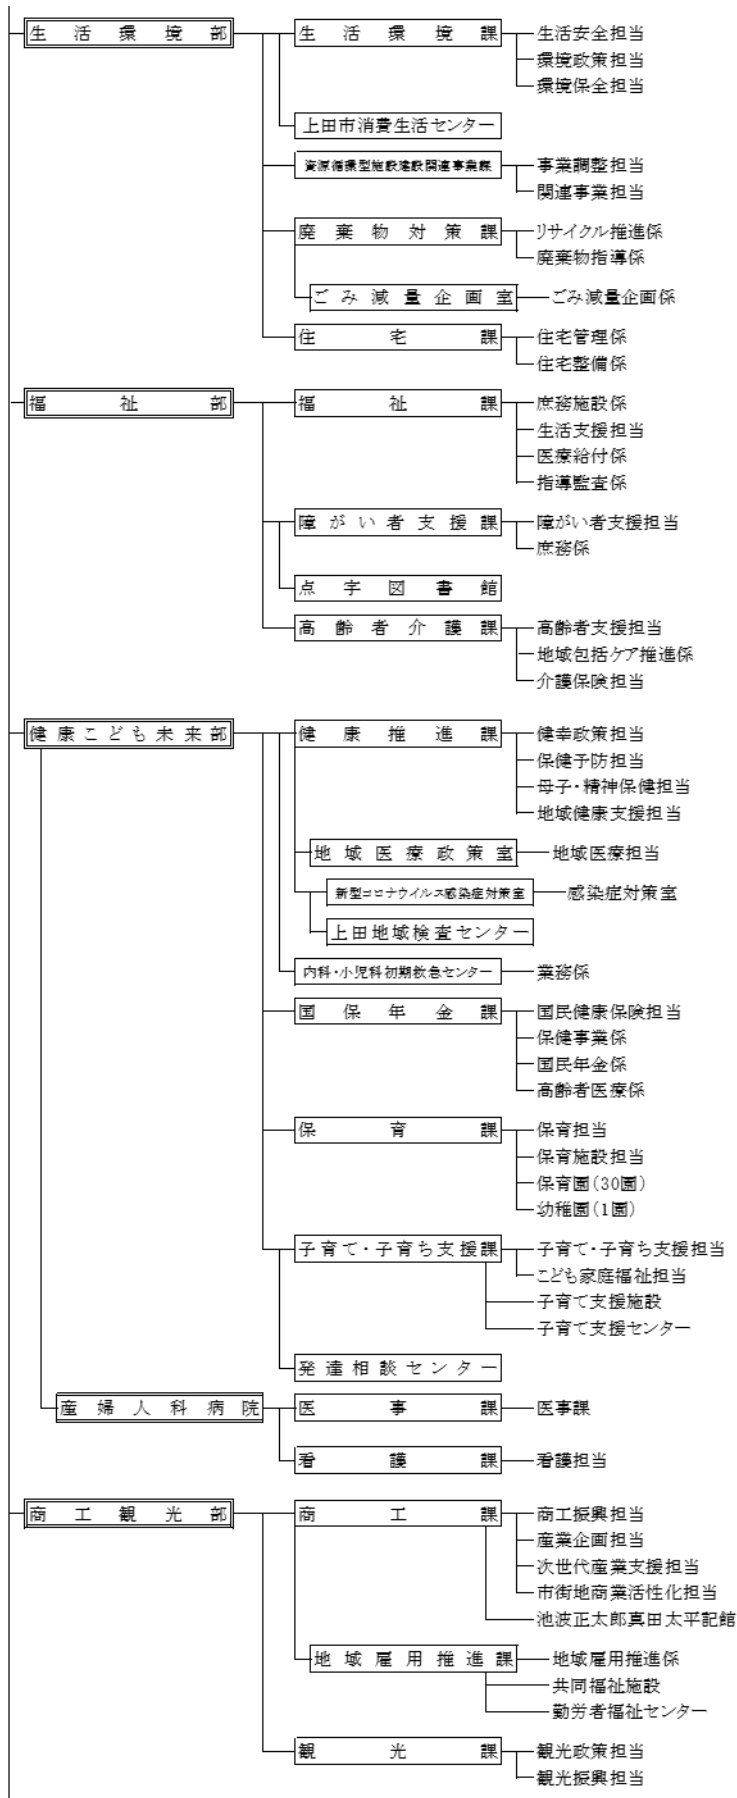 生活環境部 生活環境課 生活安全担当
環境政策担当
環境保全担当
上田市消費生活センター
資源循環型施設建設関連事業課 事業調整担当
関連事業担当
廃棄物対策課 リサイクル推進係
廃棄物指導係
ごみ減量企画室 ごみ減量企画係
住宅課 住宅管理係
住宅整備係
福祉部 福祉課 庶務施設係
生活支援担当
医療給付係
指導監査係
障がい者支援課 障がい者支援担当
庶務係
点字図書館
高齢者介護課 高齢者支援担当
地域包括ケア推進係
介護保険担当
健康こども未来部 健康推進課 健幸政策担当
保健予防担当
母子・精神保健担当
地域健康支援担当
地域医療政策室 地域医療担当
新型コロナウイルス感染症対策室 感染症対策室
上田地域検査センター
内科・小児科初期救急センター 業務係
国保年金課 国民健康保険担当
保健事業係
国民年金係
高齢者医療係
保育課 保育担当
保育施設担当
保育園(30園)
幼稚園(1園)
子育て・子育ち支援課 子育て・子育ち支援担当
こども家庭福祉担当
子育て支援施設
子育て支援センター
発達相談センター
産婦人科病院 医事課 医事課
看護課 看護担当
商工観光部 商工課 商工振興担当
産業企画担当
次世代産業支援担当
市街地商業活性化担当
池波正太郎真田太平記館
地域雇用推進課 地域雇用推進係
共同福祉施設
勤労者福祉センター
観光課 観光政策担当
観光振興担当